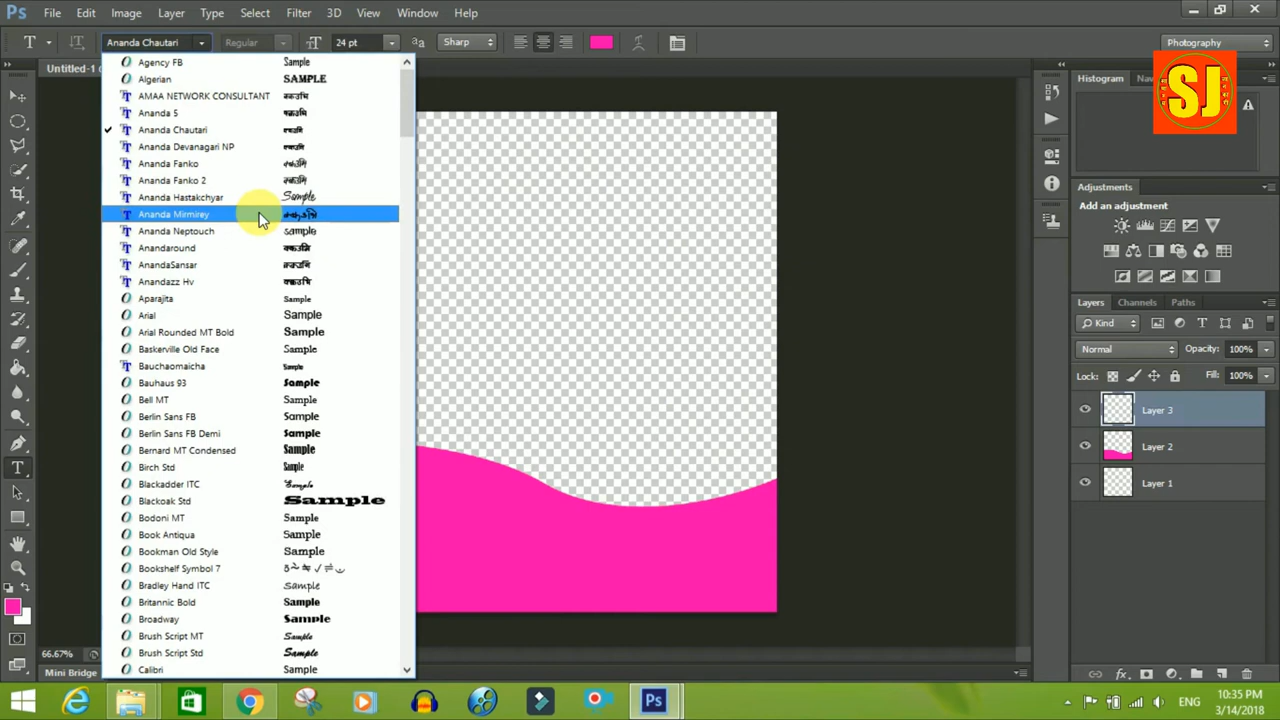 Ps File Edit Image Layer Type Select Filter 3D View Window Help
T Ananda Chautari Regular 24 pt aa Sharp Photography
Untitled-1
SJ
Histogram
Agency FB Sample
Algerian SAMPLE
AMAA NETWORK CONSULTANT
Ananda 5
Ananda Chautari
Ananda Devanagari NP
Ananda Fanko
Ananda Fanko 2
Ananda Hastakchyar Sample
Ananda Mirmirey
Ananda Neptouch sample
Anandaround
AnandaSansar
Anandazz Hv
Aparajita Sample
Arial Sample
Arial Rounded MT Bold Sample
Baskerville Old Face Sample
Bauchaomaicha Sample
Bauhaus 93 Sample
Bell MT Sample
Berlin Sans FB Sample
Berlin Sans FB Demi Sample
Bernard MT Condensed Sample
Birch Std Sample
Blackadder ITC Sample
Blackoak Std Sample
Bodoni MT Sample
Book Antiqua Sample
Bookman Old Style Sample
Bookshelf Symbol 7
Bradley Hand ITC Sample
Britannic Bold Sample
Broadway Sample
Brush Script MT Sample
Brush Script Std Sample
Calibri Sample
Adjustments
Add an adjustment
Layers Channels Paths
Kind
Normal Opacity: 100%
Lock: Fill: 100%
Layer 3
Layer 2
Layer 1
66.67%
Mini Bridge
Ps ENG 10:35 PM
3/14/2018